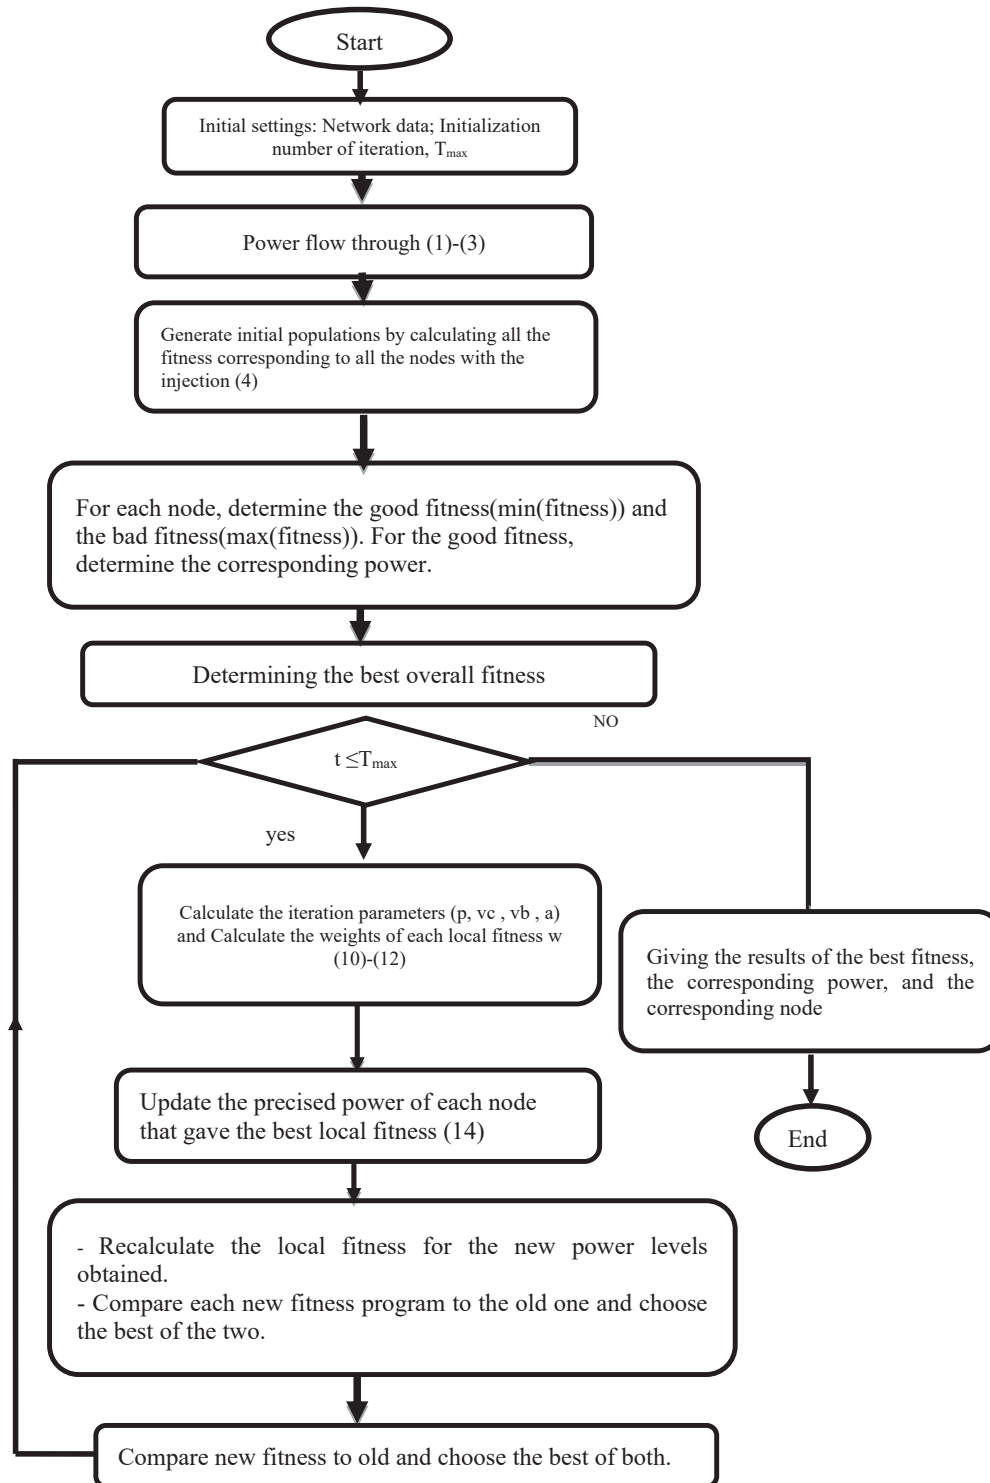 Start
Initial settings: Network data; Initialization
number of iteration, Tmax
Power flow through (1)-(3)
Generate initial populations by calculating all the
fitness corresponding to all the nodes with the
injection (4)
For each node, determine the good fitness(min(fitness)) and
the bad fitness(max(fitness)). For the good fitness,
determine the corresponding power.
Determining the best overall fitness
NO
t ≤Tmax
yes
Calculate the iteration parameters (p, vc , vb , a)
and Calculate the weights of each local fitness w
(10)-(12)
Giving the results of the best fitness,
the corresponding power, and the
corresponding node
Update the precised power of each node
that gave the best local fitness (14)
End
- Recalculate the local fitness for the new power levels
obtained.
- Compare each new fitness program to the old one and choose
the best of the two.
Compare new fitness to old and choose the best of both.